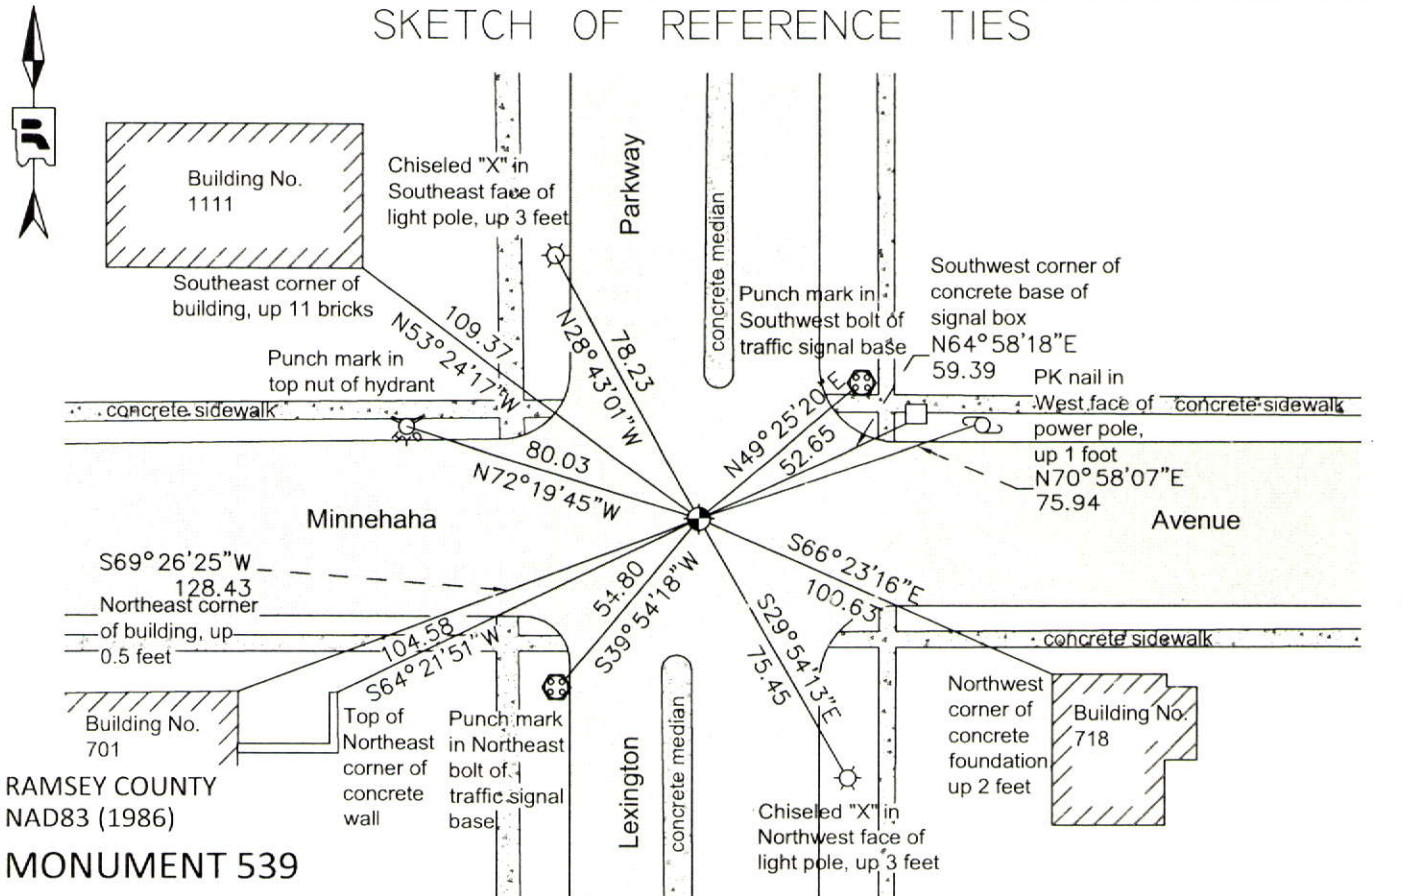 SKETCH OF REFERENCE TIES
Building No.
1111
Chiseled "X" in
Southeast face of
light pole, up 3 feet
Parkway
concrete median
Southeast corner of
building, up 11 bricks
109.37
N53°24'17"W
N28°43'01"W
78.23
Punch mark in
Southwest bolt of
traffic signal base
Southwest corner of
concrete base of
signal box
N64°58'18"E
59.39
Punch mark in
top nut of hydrant
concrete sidewalk
HYD
80.03
N72°19'45"W
N49°25'20"E
52.65
PK nail in
West face of
power pole,
up 1 foot
N70°58'07"E
75.94
concrete sidewalk
Minnehaha
Avenue
S69°26'25"W
128.43
Northeast corner
of building, up
0.5 feet
104.58
S64°21'51"W
54.80
S39°54'18"W
S29°54'13"E
75.45
S66°23'16"E
100.63
concrete sidewalk
Building No.
701
Top of
Northeast
corner of
concrete
wall
Punch mark
in Northeast
bolt of
traffic signal
base
Lexington
concrete median
Chiseled "X" in
Northwest face of
light pole, up 3 feet
Northwest
corner of
concrete
foundation
up 2 feet
Building No.
718
RAMSEY COUNTY
NAD83 (1986)
MONUMENT 539